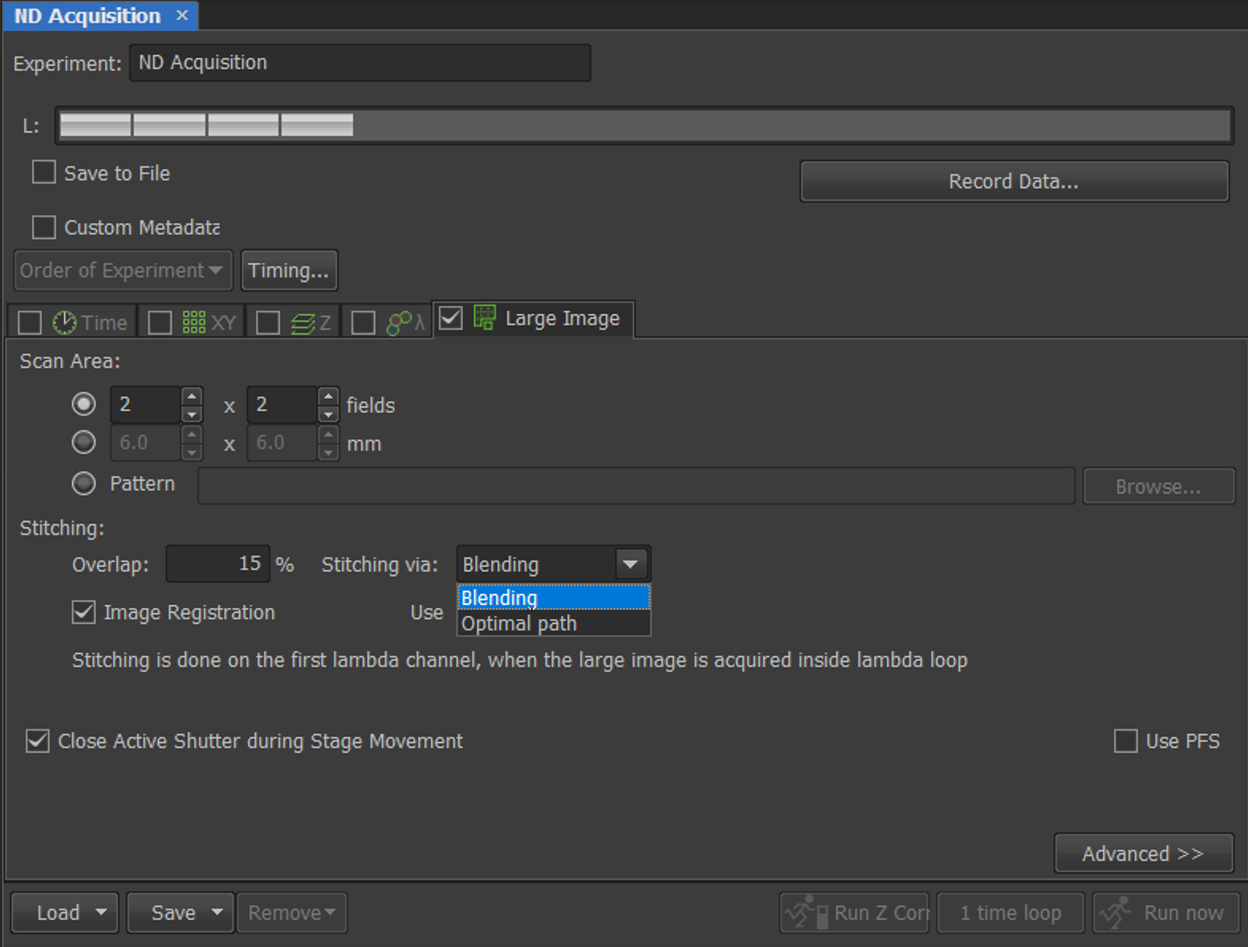 ND Acquisition ×
Experiment: ND Acquisition
L:
Save to File
Record Data...
Custom Metadata
Order of Experiment Timing...
Time XY Z λ Large Image
Scan Area:
2 x 2 fields
6.0 x 6.0 mm
Pattern Browse...
Stitching:
Overlap: 15 % Stitching via: Blending
Blending
Image Registration Use
Optimal path
Stitching is done on the first lambda channel, when the large image is acquired inside lambda loop
Close Active Shutter during Stage Movement Use PFS
Advanced >>
Load Save Remove Run Z Corr 1 time loop Run now